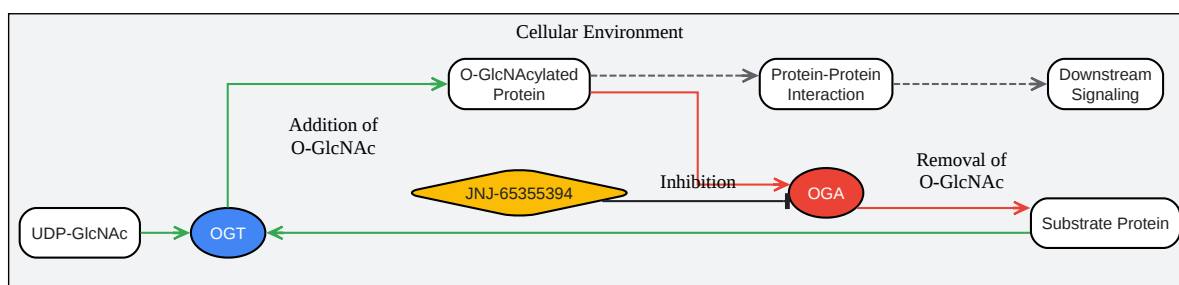 Cellular Environment
O-GlcNAcylated
Protein
Protein-Protein
Interaction
Downstream
Signaling
Addition of
O-GlcNAc
JNJ-65355394
Inhibition
OGA
Removal of
O-GlcNAc
UDP-GlcNAc
OGT
Substrate Protein